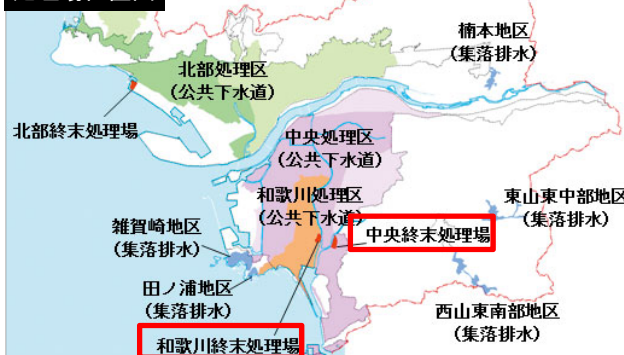 楠本地区
(集落排水)
北部処理区
(公共下水道)
北部終末処理場
中央処理区
(公共下水道)
和歌川処理区
(公共下水道)
東山東中部地区
(集落排水)
中央終末処理場
雑賀崎地区
(集落排水)
田ノ浦地区
(集落排水)
西山東南部地区
(集落排水)
和歌川終末処理場